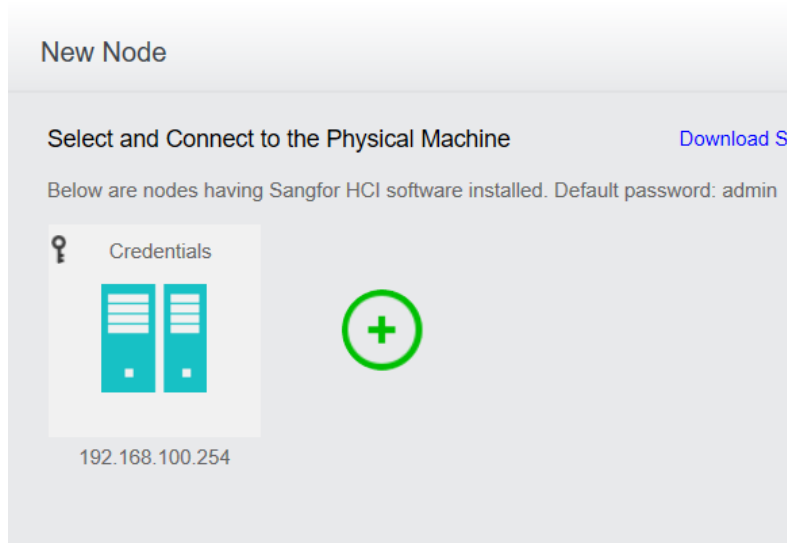 New Node
Select and Connect to the Physical Machine Download S
Below are nodes having Sangfor HCI software installed. Default password: admin
Credentials
192.168.100.254